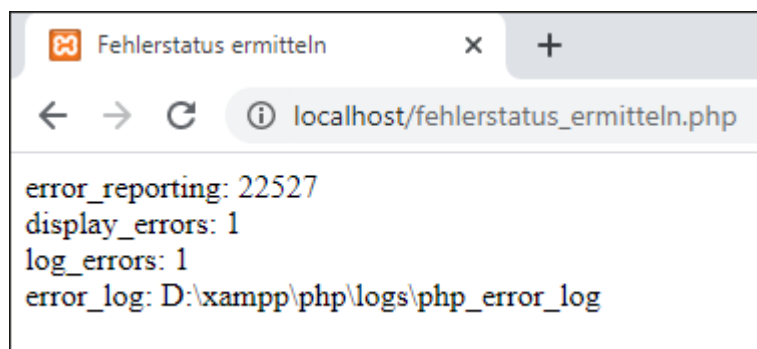 Fehlerstatus ermitteln
localhost/fehlerstatus_ermitteln.php
error_reporting: 22527
display_errors: 1
log_errors: 1
error_log: D:\xampp\php\logs\php_error_log